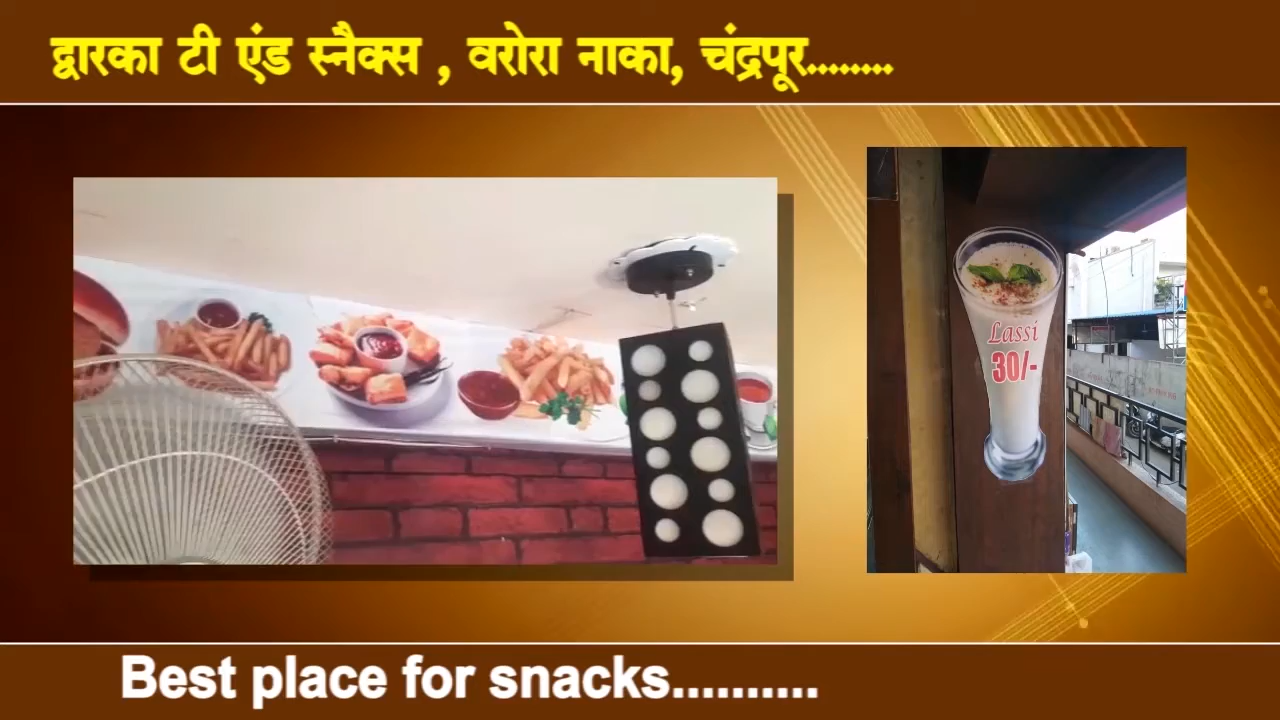 द्वारका टी एंड स्नैक्स , वरोरा नाका, चंद्रपूर........
Lassi
30/-
Best place for snacks..........